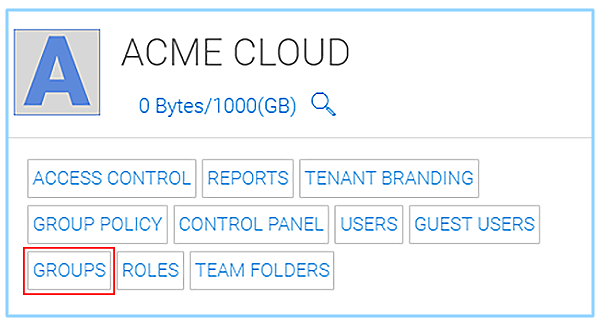 A
ACME CLOUD
0 Bytes/1000(GB)
ACCESS CONTROL REPORTS TENANT BRANDING
GROUP POLICY CONTROL PANEL USERS GUEST USERS
GROUPS ROLES TEAM FOLDERS